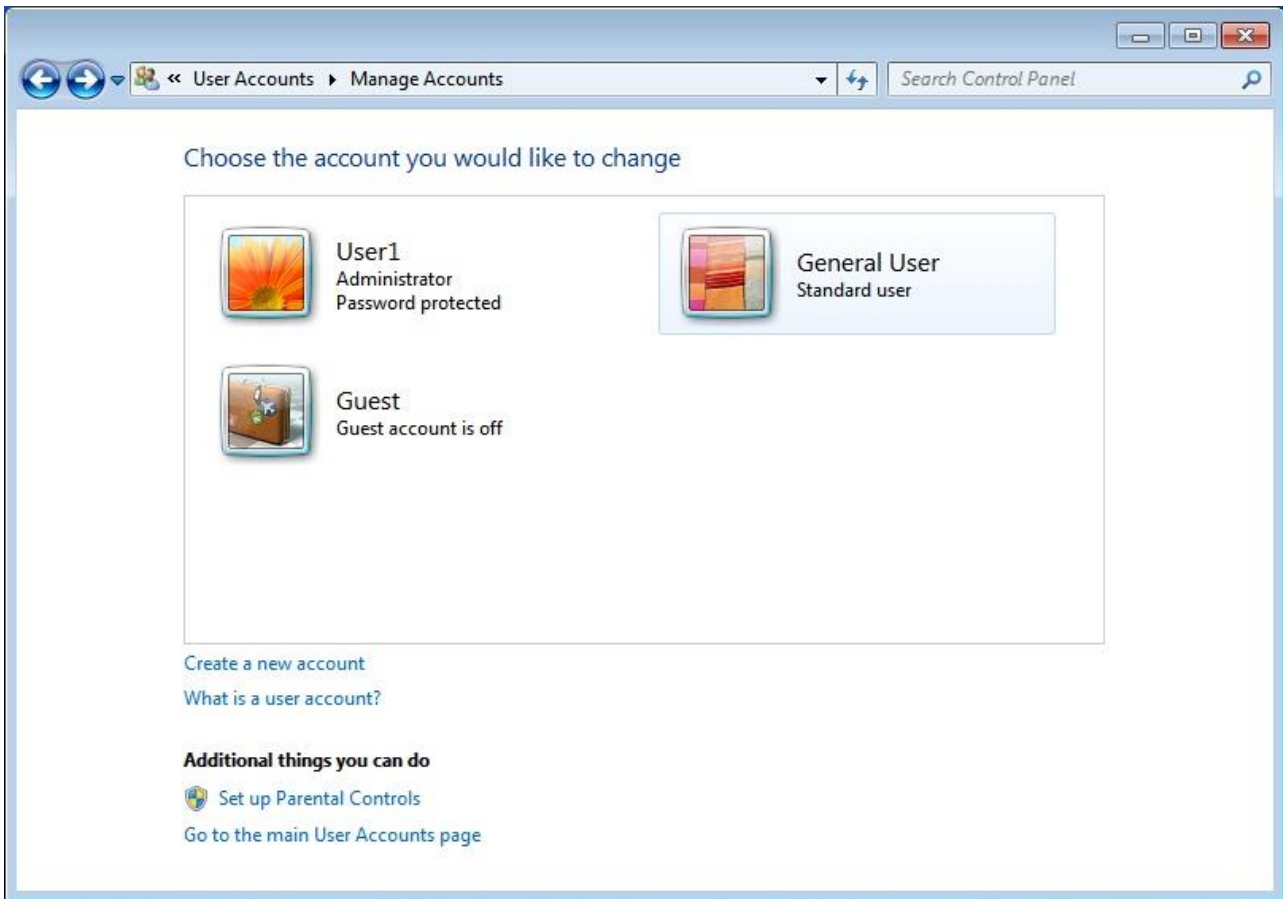 « User Accounts ▸ Manage Accounts
Search Control Panel
Choose the account you would like to change
User1
Administrator
Password protected
General User
Standard user
Guest
Guest account is off
Create a new account
What is a user account?
Additional things you can do
Set up Parental Controls
Go to the main User Accounts page